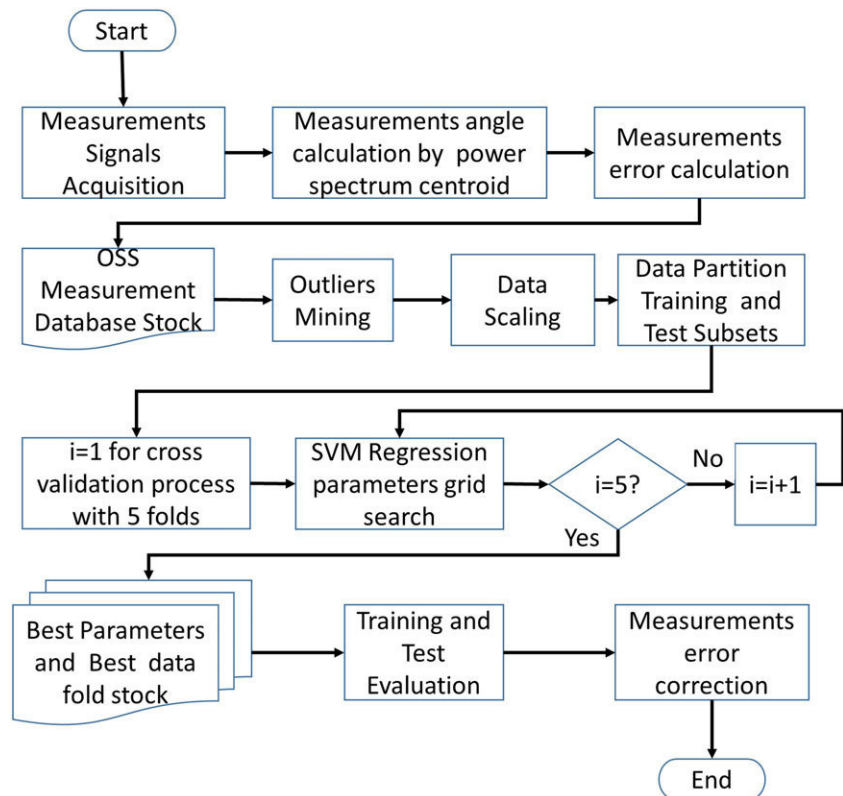 Start
Measurements
Signals
Acquisition
Measurements angle
calculation by power
spectrum centroid
Measurements
error calculation
OSS
Measurement
Database Stock
Outliers
Mining
Data
Scaling
Data Partition
Training and
Test Subsets
i=1 for cross
validation process
with 5 folds
SVM Regression
parameters grid
search
i=5?
No
i=i+1
Yes
Best Parameters
and Best data
fold stock
Training and
Test
Evaluation
Measurements
error
correction
End